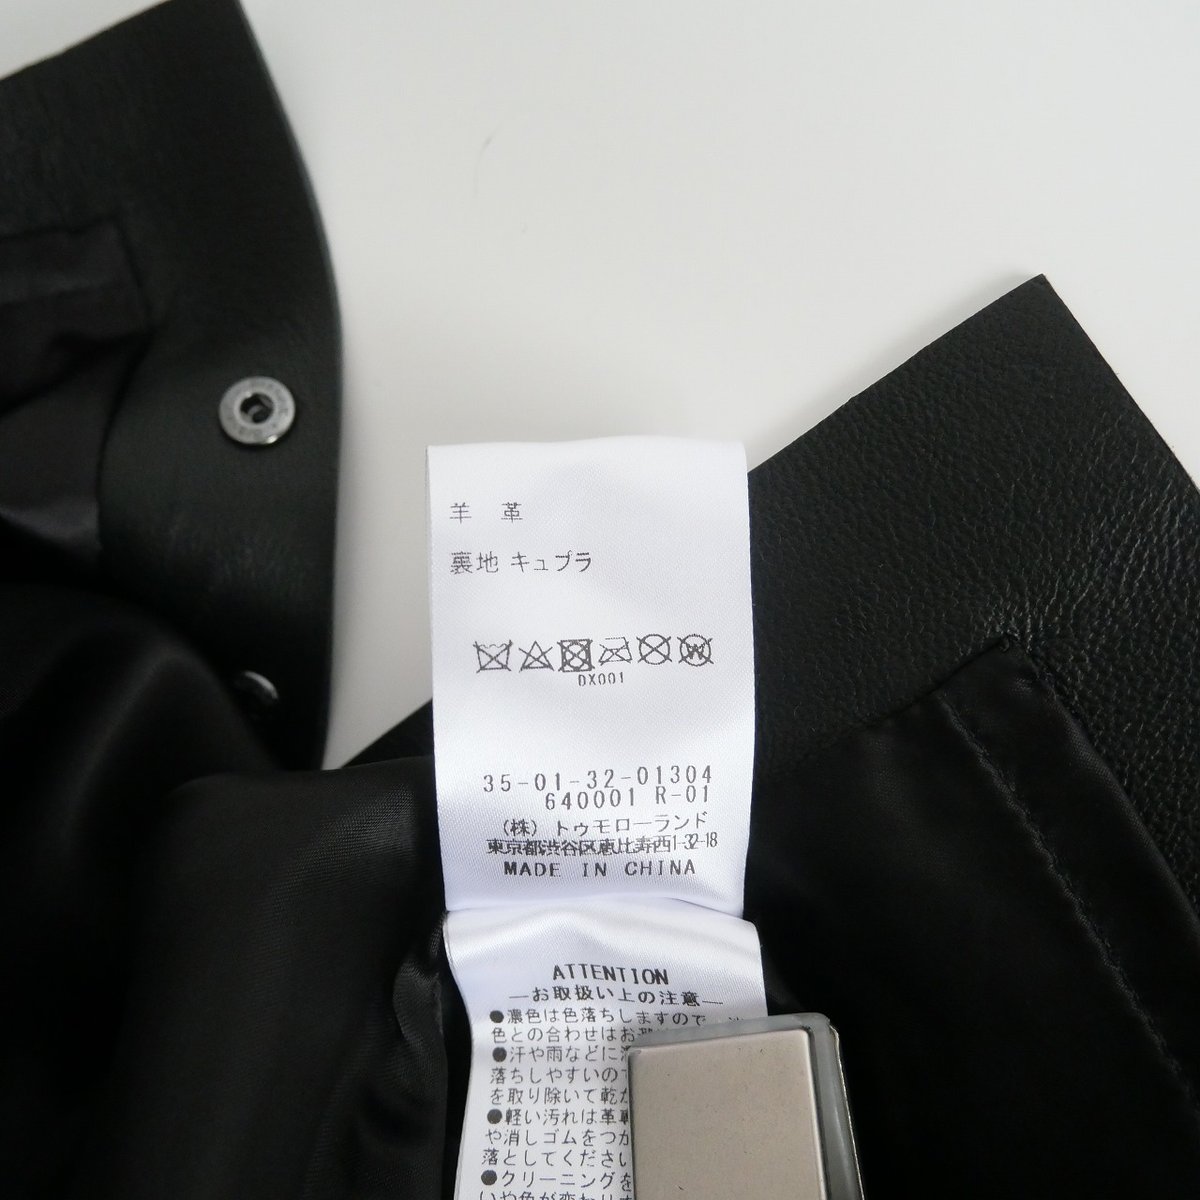 羊 革
裏地 キュプラ
W
DX001
35-01-32-01304
640001 R-01
(株) トゥモローランド
東京都渋谷区恵比寿西1-32-18
MADE IN CHINA
ATTENTION
—お取扱い上の注意—
●濃色は色落ちしますので
色との合わせはお
●汗や雨などに
落ちしやすいので
を取り除いて乾か
●軽い汚れは革
や消しゴムをつか
落としてください
●クリーニングを
いや色が変わります